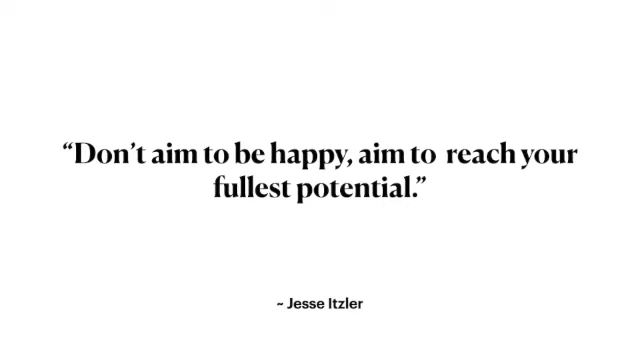 “Don’t aim to be happy, aim to  reach your
fullest potential.”
~ Jesse Itzler